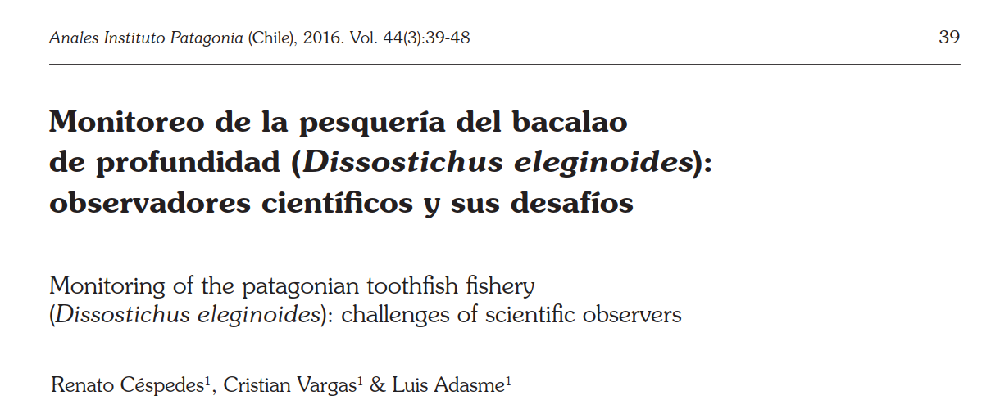 Anales Instituto Patagonia (Chile), 2016. Vol. 44(3):39-48 39
Monitoreo de la pesquería del bacalao
de profundidad (Dissostichus eleginoides):
observadores científicos y sus desafíos
Monitoring of the patagonian toothfish fishery
(Dissostichus eleginoides): challenges of scientific observers
Renato Céspedes¹, Cristian Vargas¹ & Luis Adasme¹